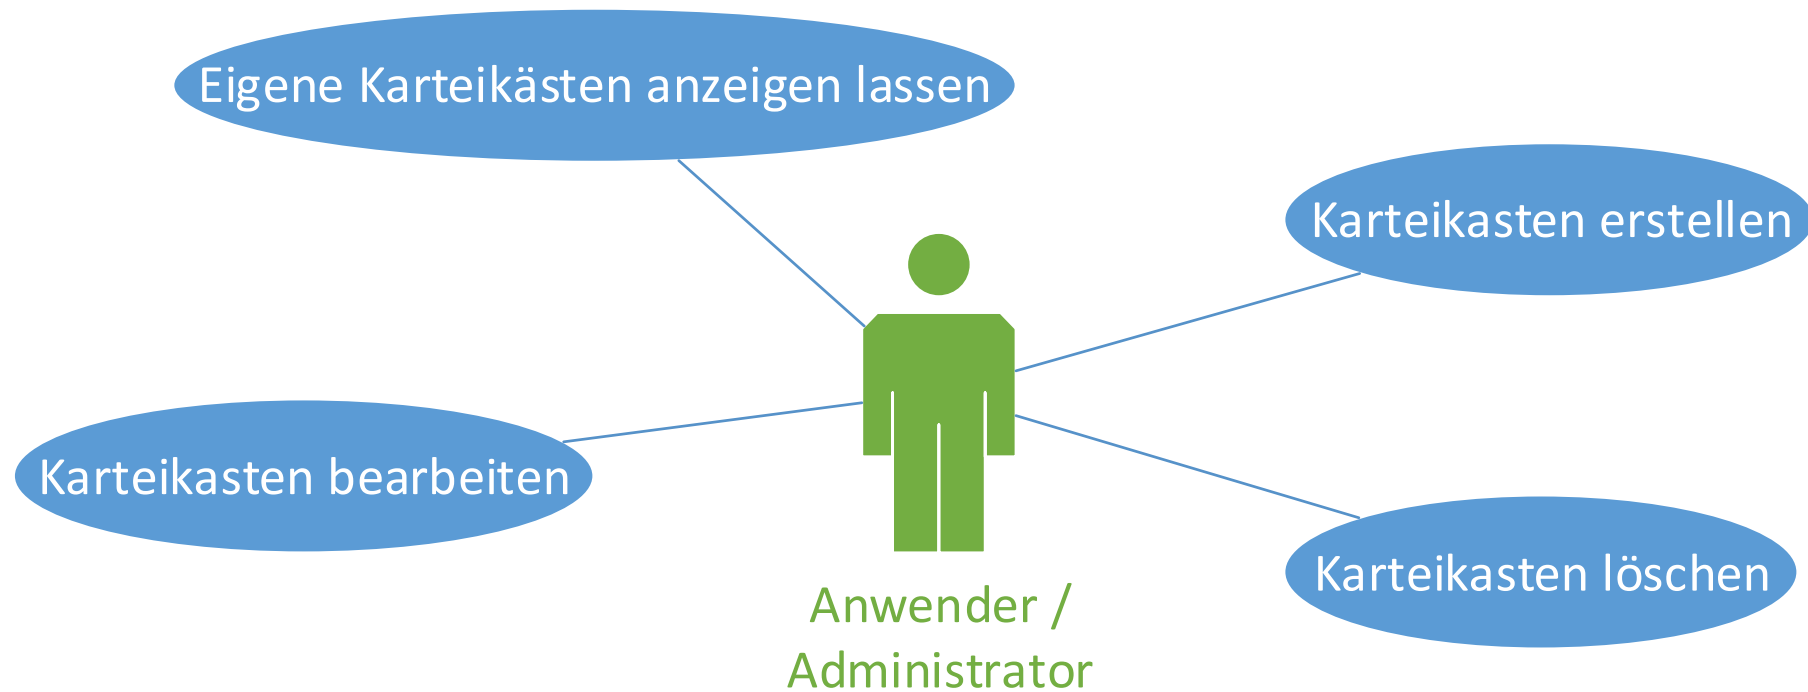 Eigene Karteikästen anzeigen lassen
Karteikasten erstellen
Karteikasten bearbeiten
Karteikasten löschen
Anwender /
Administrator